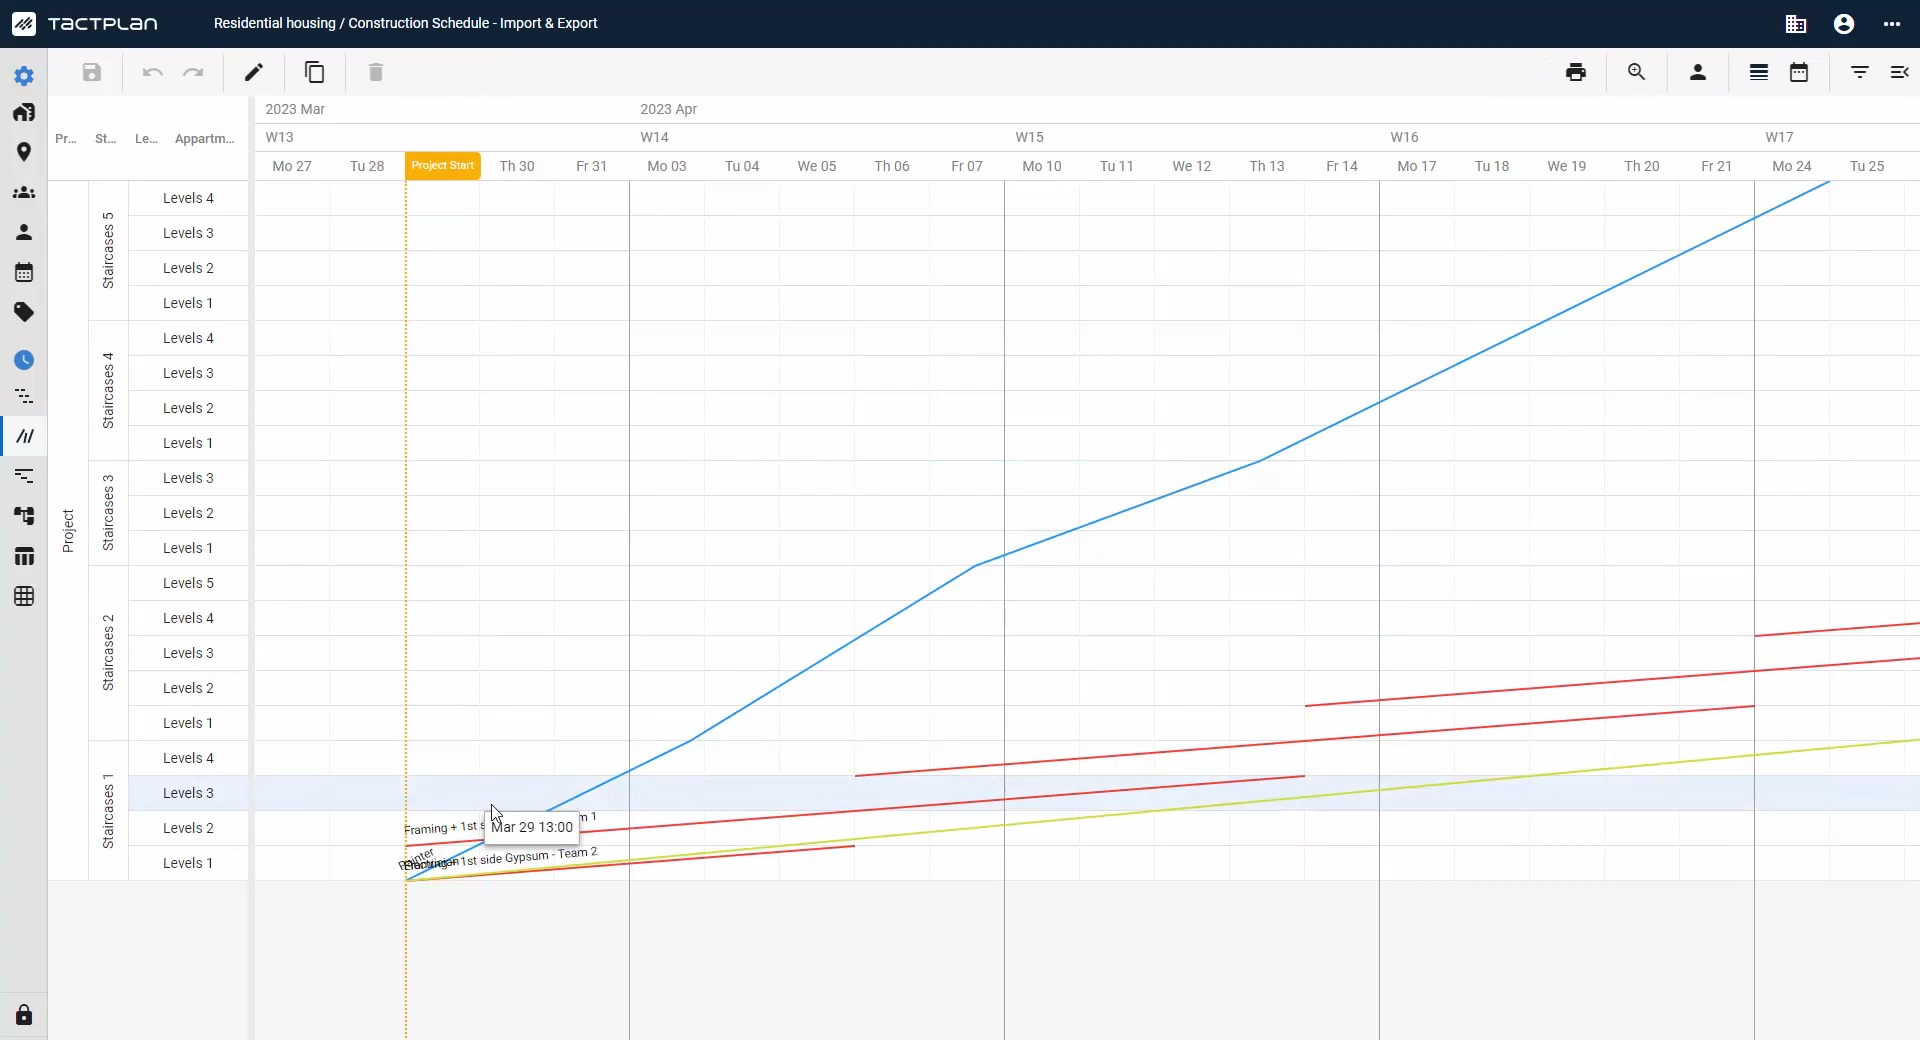 TACTPLAN
Residential housing / Construction Schedule - Import & Export
2023 Mar
2023 Apr
W13
W14
W15
W16
W17
Pr...
St...
Le...
Appartm...
Mo 27
Tu 28
Project Start
Th 30
Fr 31
Mo 03
Tu 04
We 05
Th 06
Fr 07
Mo 10
Tu 11
We 12
Th 13
Fr 14
Mo 17
Tu 18
We 19
Th 20
Fr 21
Mo 24
Tu 25
Project
Staircases 5
Levels 4
Levels 3
Levels 2
Levels 1
Staircases 4
Levels 4
Levels 3
Levels 2
Levels 1
Staircases 3
Levels 3
Levels 2
Levels 1
Staircases 2
Levels 5
Levels 4
Levels 3
Levels 2
Levels 1
Staircases 1
Levels 4
Levels 3
Levels 2
Levels 1
Framing + 1st s
m 1
Mar 29 13:00
Painter
1st side Gypsum - Team 2